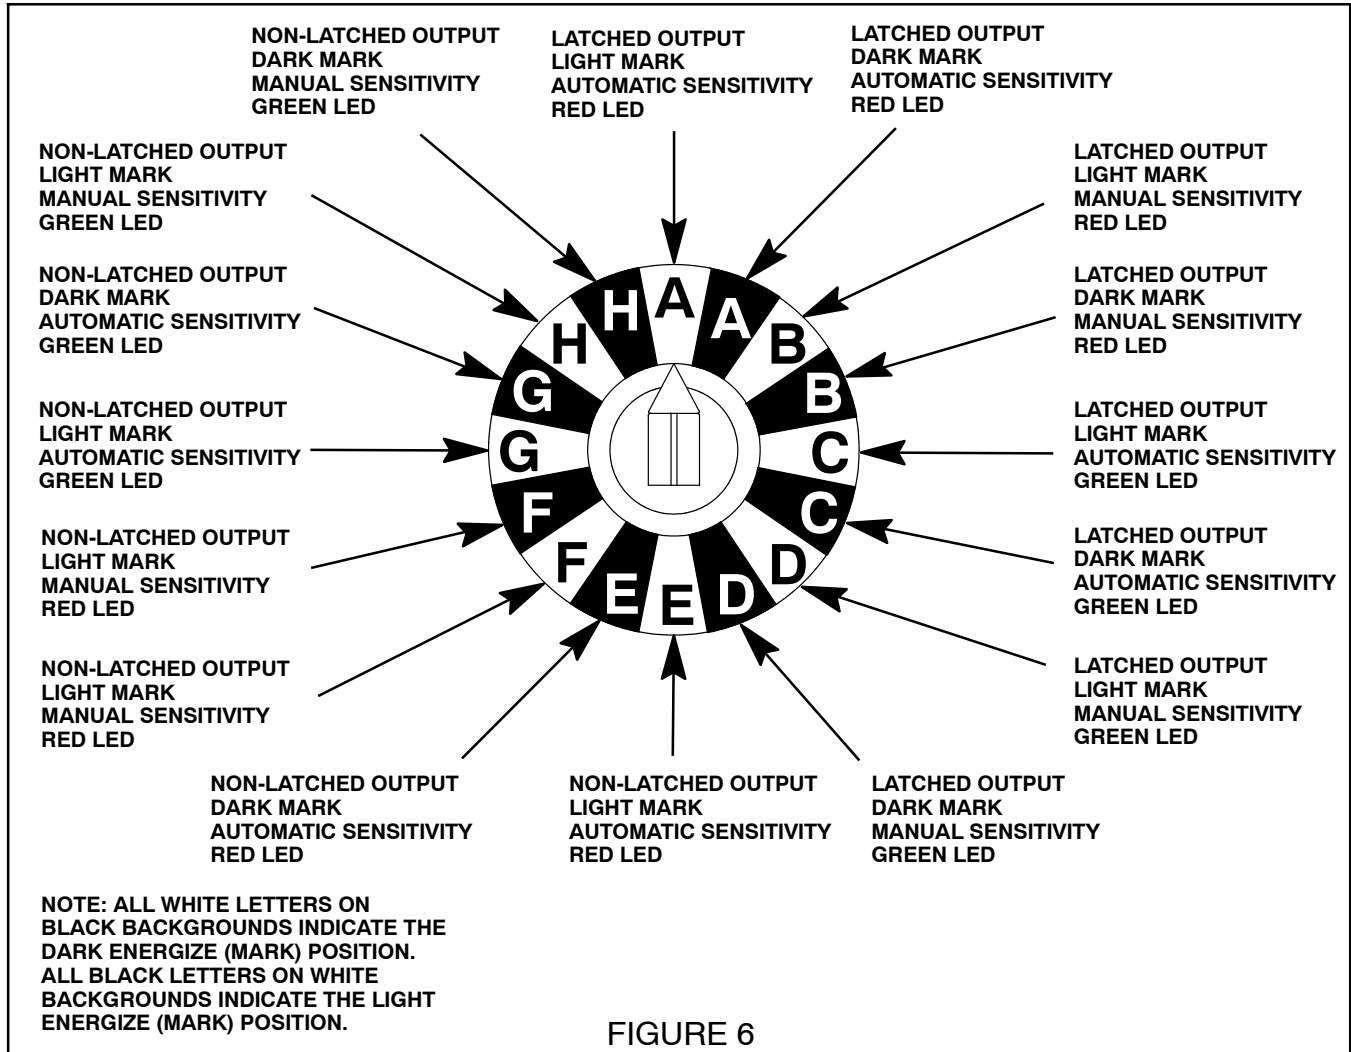 NON-LATCHED OUTPUT
DARK MARK
MANUAL SENSITIVITY
GREEN LED
LATCHED OUTPUT
LIGHT MARK
AUTOMATIC SENSITIVITY
RED LED
LATCHED OUTPUT
DARK MARK
AUTOMATIC SENSITIVITY
RED LED
NON-LATCHED OUTPUT
LIGHT MARK
MANUAL SENSITIVITY
GREEN LED
LATCHED OUTPUT
LIGHT MARK
MANUAL SENSITIVITY
RED LED
NON-LATCHED OUTPUT
DARK MARK
AUTOMATIC SENSITIVITY
GREEN LED
LATCHED OUTPUT
DARK MARK
MANUAL SENSITIVITY
RED LED
A
A
B
B
C
C
D
D
E
E
F
F
G
G
H
H
NON-LATCHED OUTPUT
LIGHT MARK
AUTOMATIC SENSITIVITY
GREEN LED
LATCHED OUTPUT
LIGHT MARK
AUTOMATIC SENSITIVITY
GREEN LED
NON-LATCHED OUTPUT
LIGHT MARK
MANUAL SENSITIVITY
RED LED
LATCHED OUTPUT
DARK MARK
AUTOMATIC SENSITIVITY
GREEN LED
NON-LATCHED OUTPUT
LIGHT MARK
MANUAL SENSITIVITY
RED LED
LATCHED OUTPUT
LIGHT MARK
MANUAL SENSITIVITY
GREEN LED
NON-LATCHED OUTPUT
DARK MARK
AUTOMATIC SENSITIVITY
RED LED
NON-LATCHED OUTPUT
LIGHT MARK
AUTOMATIC SENSITIVITY
RED LED
LATCHED OUTPUT
DARK MARK
MANUAL SENSITIVITY
GREEN LED
NOTE: ALL WHITE LETTERS ON
BLACK BACKGROUNDS INDICATE THE
DARK ENERGIZE (MARK) POSITION.
ALL BLACK LETTERS ON WHITE
BACKGROUNDS INDICATE THE LIGHT
ENERGIZE (MARK) POSITION.
FIGURE 6